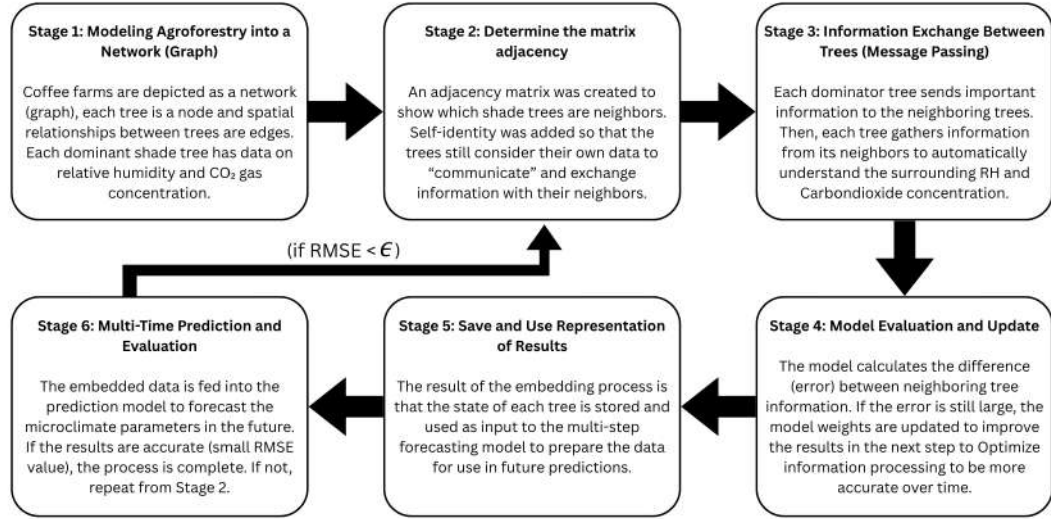 Stage 1: Modeling Agroforestry into a
Network (Graph)
Coffee farms are depicted as a network
(graph), each tree is a node and spatial
relationships between trees are edges.
Each dominant shade tree has data on
relative humidity and CO₂ gas
concentration.
Stage 2: Determine the matrix
adjacency
An adjacency matrix was created to
show which shade trees are neighbors.
Self-identity was added so that the
trees still consider their own data to
“communicate” and exchange
information with their neighbors.
Stage 3: Information Exchange Between
Trees (Message Passing)
Each dominator tree sends important
information to the neighboring trees.
Then, each tree gathers information
from its neighbors to automatically
understand the surrounding RH and
Carbondioxide concentration.
(if RMSE < ϵ)
Stage 4: Model Evaluation and Update
The model calculates the difference
(error) between neighboring tree
information. If the error is still large, the
model weights are updated to improve
the results in the next step to Optimize
information processing to be more
accurate over time.
Stage 5: Save and Use Representation
of Results
The result of the embedding process is
that the state of each tree is stored and
used as input to the multi-step
forecasting model to prepare the data
for use in future predictions.
Stage 6: Multi-Time Prediction and
Evaluation
The embedded data is fed into the
prediction model to forecast the
microclimate parameters in the future.
If the results are accurate (small RMSE
value), the process is complete. If not,
repeat from Stage 2.